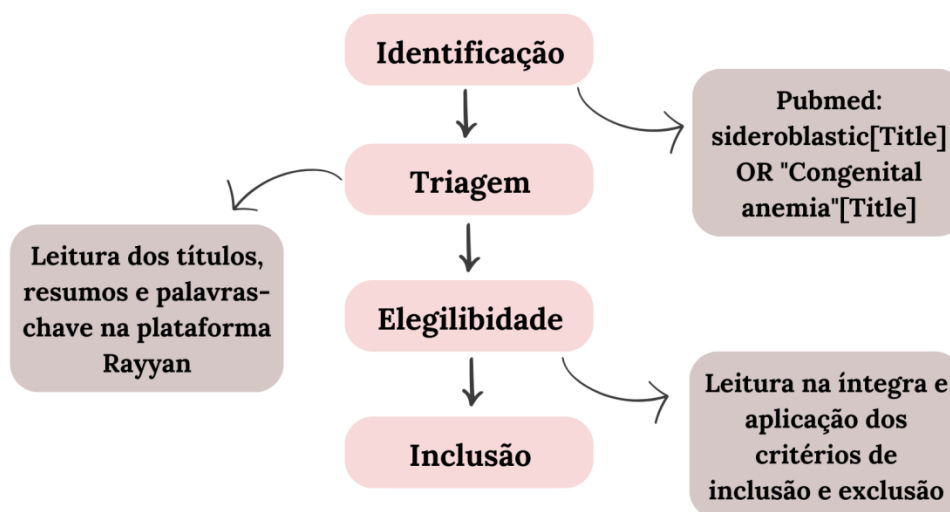 Identificação
Pubmed:
sideroblastic[Title]
OR "Congenital
anemia"[Title]
Triagem
Leitura dos títulos,
resumos e palavras-
chave na plataforma
Rayyan
Elegilibidade
Leitura na íntegra e
aplicação dos
critérios de
inclusão e exclusão
Inclusão